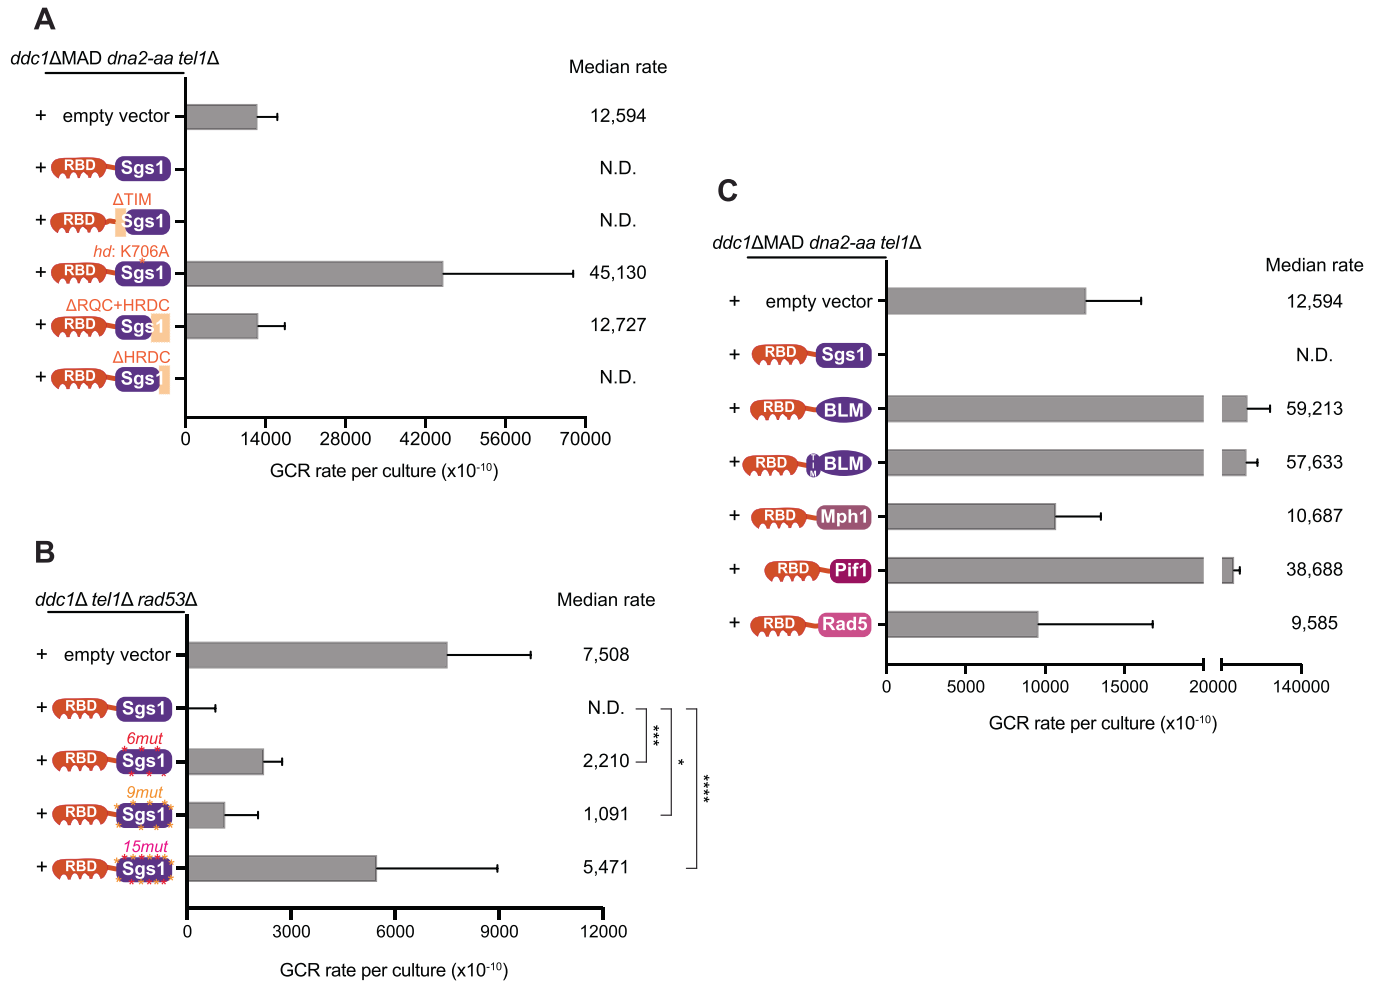 A
ddc1ΔMAD dna2-aa tel1Δ
Median rate
+ empty vector 12,594
+ RBD Sgs1 N.D.
ΔTIM
+ RBD Sgs1 N.D.
hd: K706A
+ RBD Sgs1 45,130
ΔRQC+HRDC
+ RBD Sgs1 12,727
ΔHRDC
+ RBD Sgs1 N.D.
0 14000 28000 42000 56000 70000
GCR rate per culture (x10-10)
B
ddc1Δ tel1Δ rad53Δ
Median rate
+ empty vector 7,508
+ RBD Sgs1 N.D.
6mut
+ RBD Sgs1 2,210
9mut
+ RBD Sgs1 1,091
15mut
+ RBD Sgs1 5,471
***
*
****
0 3000 6000 9000 12000
GCR rate per culture (x10-10)
C
ddc1ΔMAD dna2-aa tel1Δ
Median rate
+ empty vector 12,594
+ RBD Sgs1 N.D.
+ RBD BLM 59,213
+ RBD TIM BLM 57,633
+ RBD Mph1 10,687
+ RBD Pif1 38,688
+ RBD Rad5 9,585
0 5000 10000 15000 20000 140000
GCR rate per culture (x10-10)